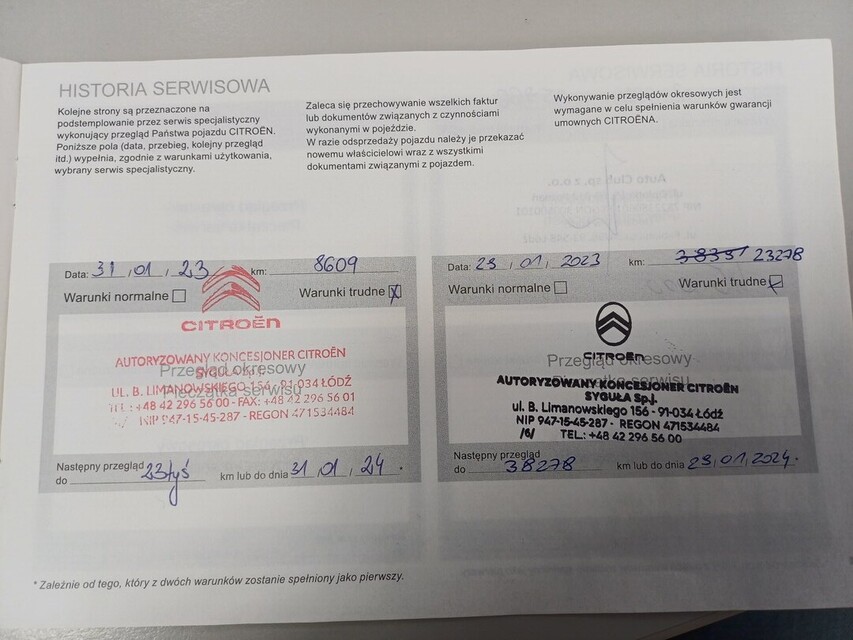 HISTORIA SERWISOWA
Kolejne strony są przeznaczone na
podstemplowanie przez serwis specjalistyczny
wykonujący przegląd Państwa pojazdu CITROËN.
Poniższe pola (data, przebieg, kolejny przegląd
itd.) wypełnia, zgodnie z warunkami użytkowania,
wybrany serwis specjalistyczny.
Zaleca się przechowywanie wszelkich faktur
lub dokumentów związanych z czynnościami
wykonanymi w pojeździe.
W razie odsprzedaży pojazdu należy je przekazać
nowemu właścicielowi wraz z wszystkimi
dokumentami związanymi z pojazdem.
Wykonywanie przeglądów okresowych jest
wymagane w celu spełnienia warunków gwarancji
umownych CITROËNA.
Data: 31, 01, 23 km: 8609
Warunki normalne Warunki trudne X
CITROËN
AUTORYZOWANY KONCESJONER CITROËN
Przegląd okresowy
Pieczątka serwisu
UL. B. LIMANOWSKIEGO 156, 91-034 ŁÓDŹ
TEL: +48 42 296 56 00 - FAX: +48 42 296 56 01
NIP 947-15-45-287 - REGON 471534484
Następny przegląd
do 23tyś km lub do dnia 31, 01, 24.
Data: 23, 01, 2023 km: 38351 23278
Warunki normalne Warunki trudne
CITROËN
Przegląd okresowy
Pieczątka serwisu
AUTORYZOWANY KONCESJONER CITROËN
SYGUŁA Sp.j.
ul. B. Limanowskiego 156 - 91-034 Łódź
NIP 947-15-45-287 - REGON 471534484
/6/ TEL.: +48 42 296 56 00
Następny przegląd
do 38278 km lub do dnia 23, 01, 2024.
* Zależnie od tego, który z dwóch warunków zostanie spełniony jako pierwszy.